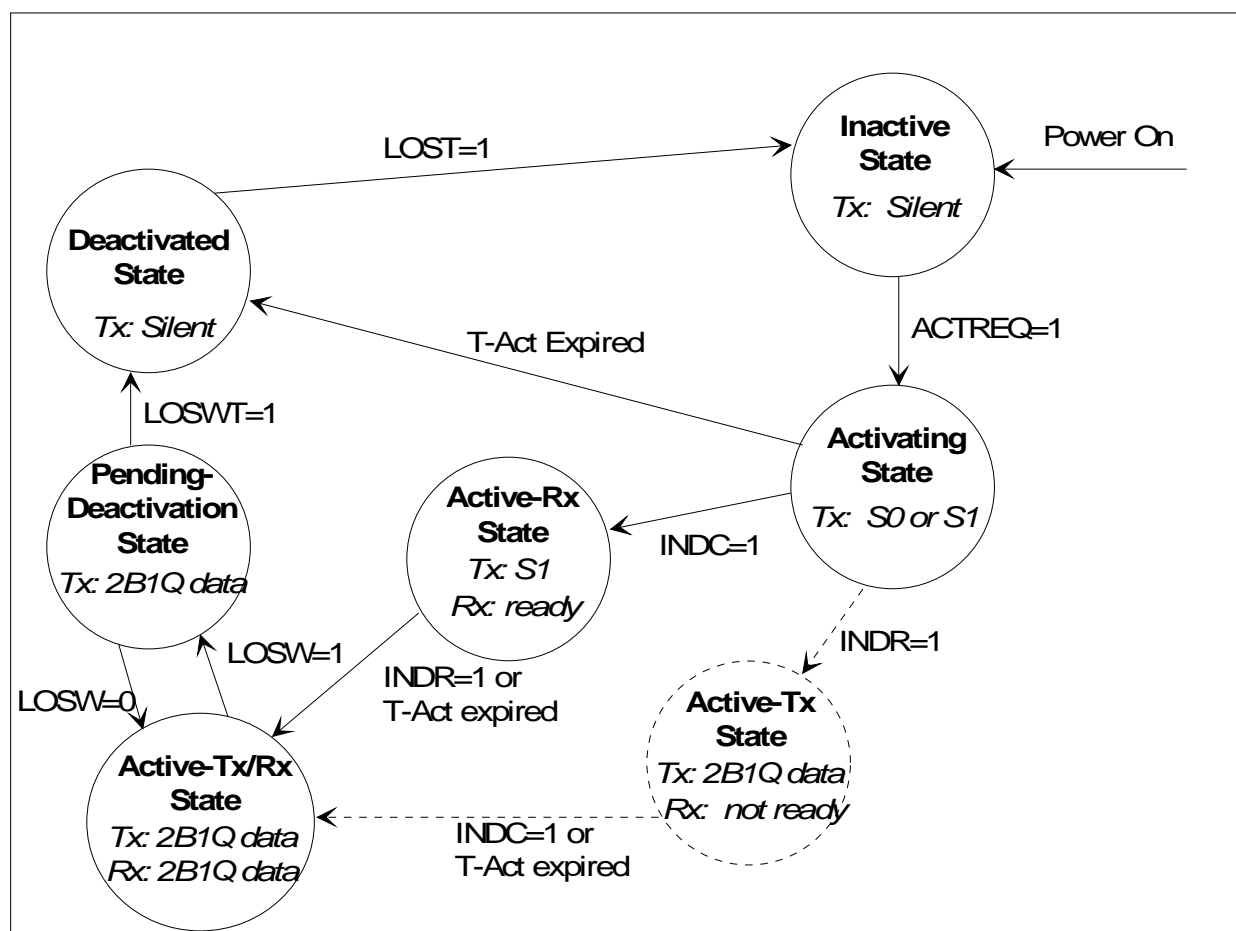 Inactive
State
Tx: Silent
Power On
LOST=1
Deactivated
State
Tx: Silent
ACTREQ=1
T-Act Expired
LOSWT=1
Activating
State
Tx: S0 or S1
Pending-
Deactivation
State
Tx: 2B1Q data
Active-Rx
State
Tx: S1
Rx: ready
INDC=1
INDR=1
LOSW=1
LOSW=0
INDR=1 or
T-Act expired
Active-Tx
State
Tx: 2B1Q data
Rx: not ready
Active-Tx/Rx
State
Tx: 2B1Q data
Rx: 2B1Q data
INDC=1 or
T-Act expired